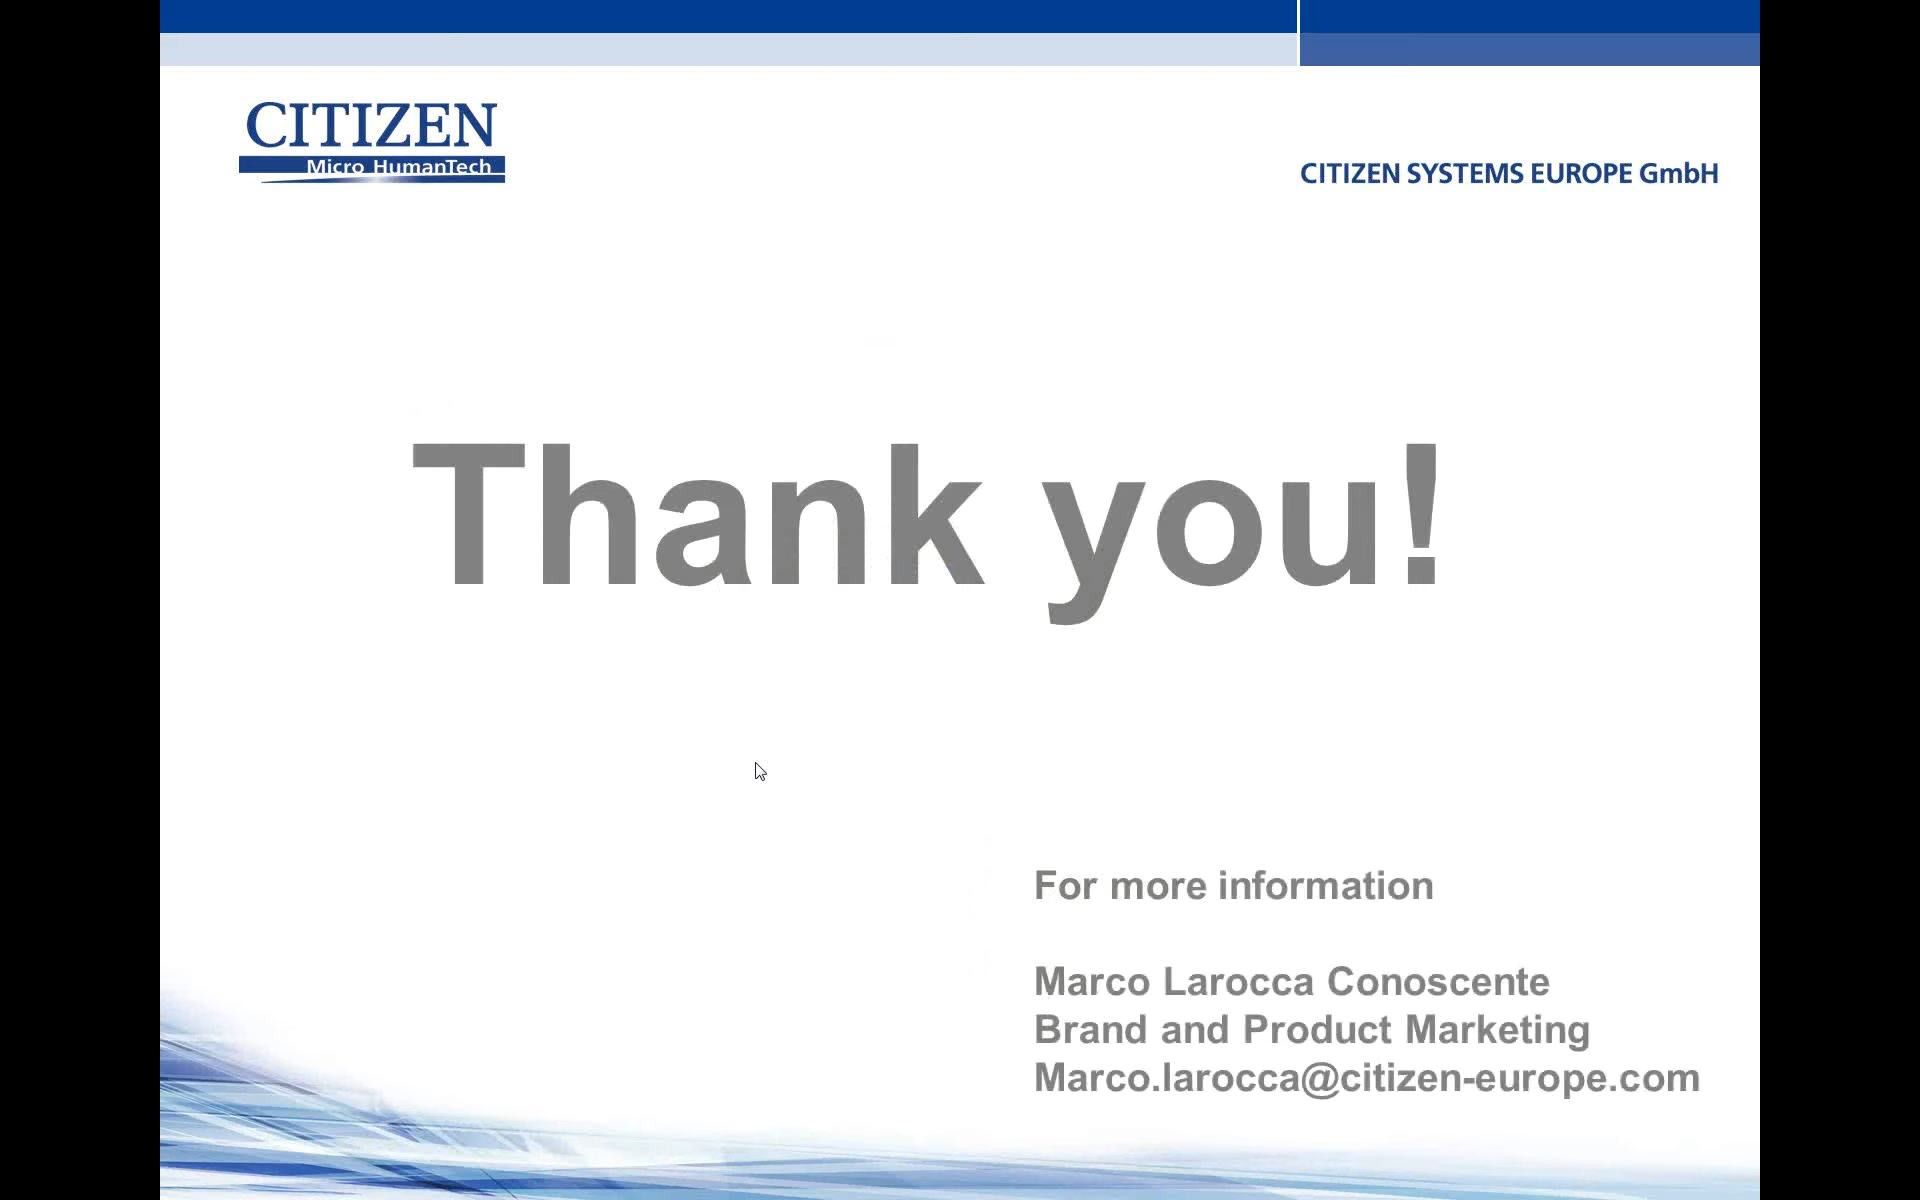 CITIZEN
Micro HumanTech
CITIZEN SYSTEMS EUROPE GmbH
Thank you!
For more information
Marco Larocca Conoscente
Brand and Product Marketing
Marco.larocca@citizen-europe.com